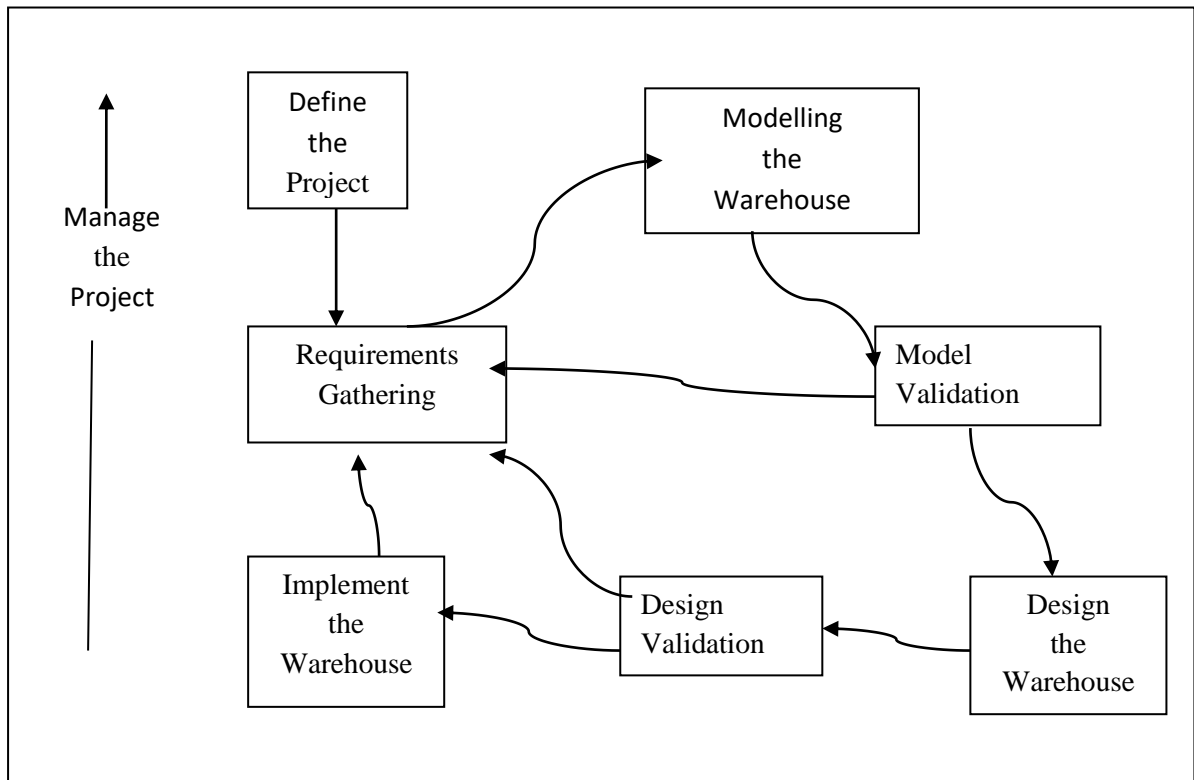 Define
the
Project
Modelling
the
Warehouse
Manage
the
Project
Requirements
Gathering
Model
Validation
Implement
the
Warehouse
Design
Validation
Design
the
Warehouse